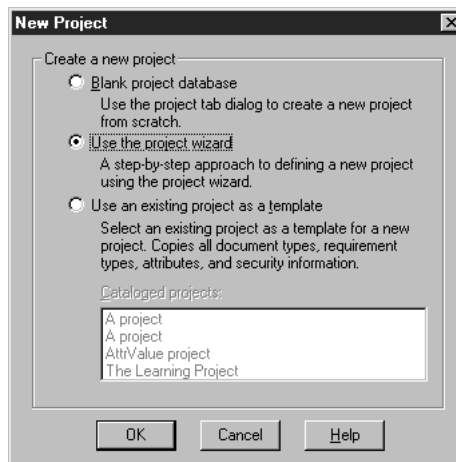 New Project
Create a new project
Blank project database
Use the project tab dialog to create a new project
from scratch.
Use the project wizard
A step-by-step approach to defining a new project
using the project wizard.
Use an existing project as a template
Select an existing project as a template for a new
project. Copies all document types, requirement
types, attributes, and security information.
Cataloged projects:
A project
A project
AttrValue project
The Learning Project
OK
Cancel
Help